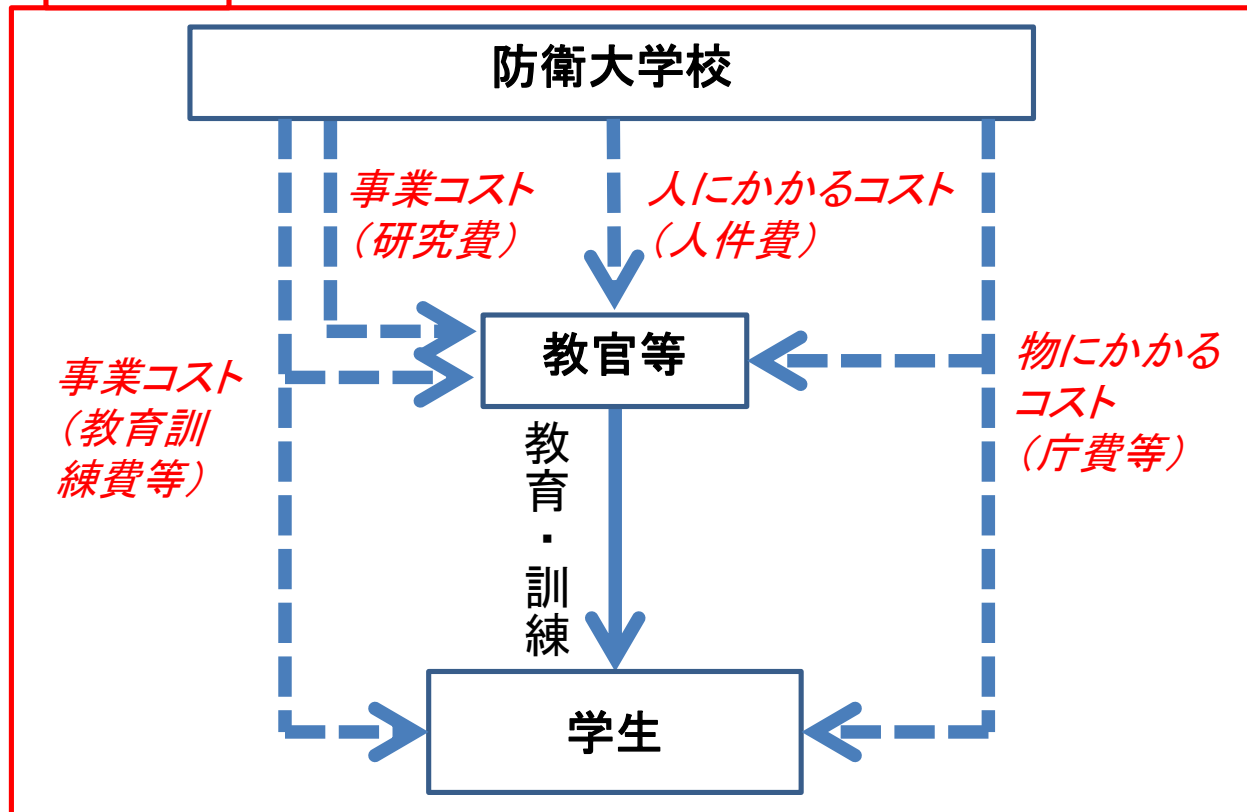 防衛大学校
事業コスト
（研究費）
人にかかるコスト
（人件費）
教官等
事業コスト
（教育訓
練費等）
物にかかる
コスト
（庁費等）
教育・訓練
学生